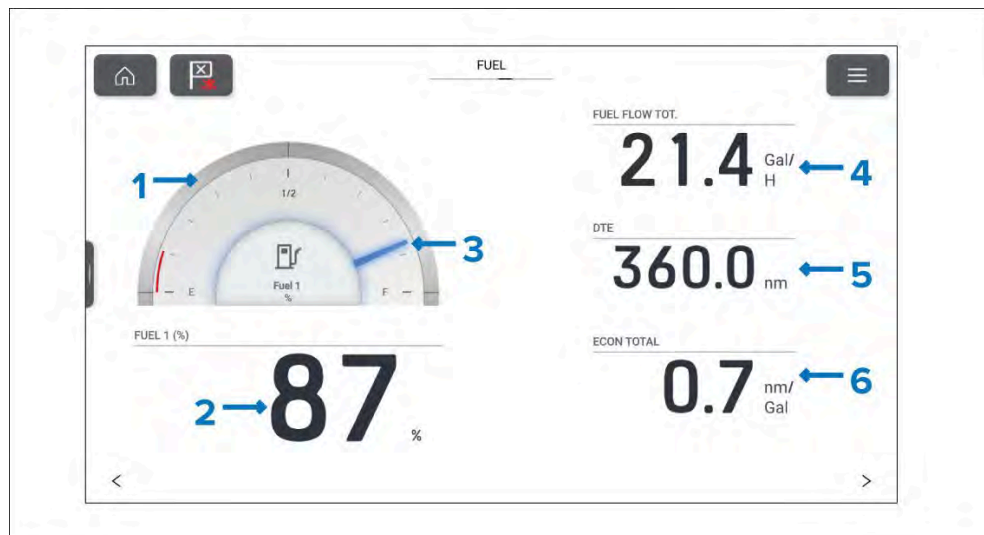 FUEL
1
1/2
3
E
Fuel 1
%
F
FUEL 1 (%)
2
87
%
FUEL FLOW TOT.
21.4
Gal/
H
4
DTE
360.0
nm
5
ECON TOTAL
0.7
nm/
Gal
6
<
>